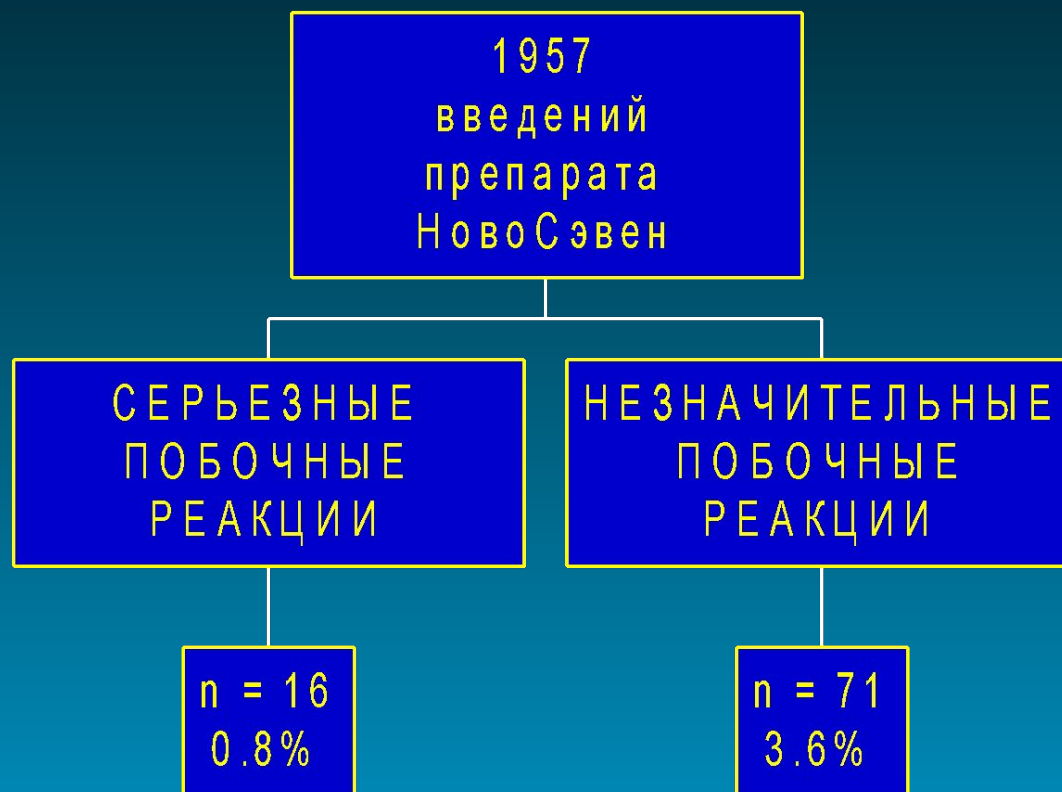 1957
введений
препарата
НовоСэвен
СЕРЬЕЗНЫЕ
ПОБОЧНЫЕ
РЕАКЦИИ
НЕЗНАЧИТЕЛЬНЫЕ
ПОБОЧНЫЕ
РЕАКЦИИ
n = 16
0.8%
n = 71
3.6%